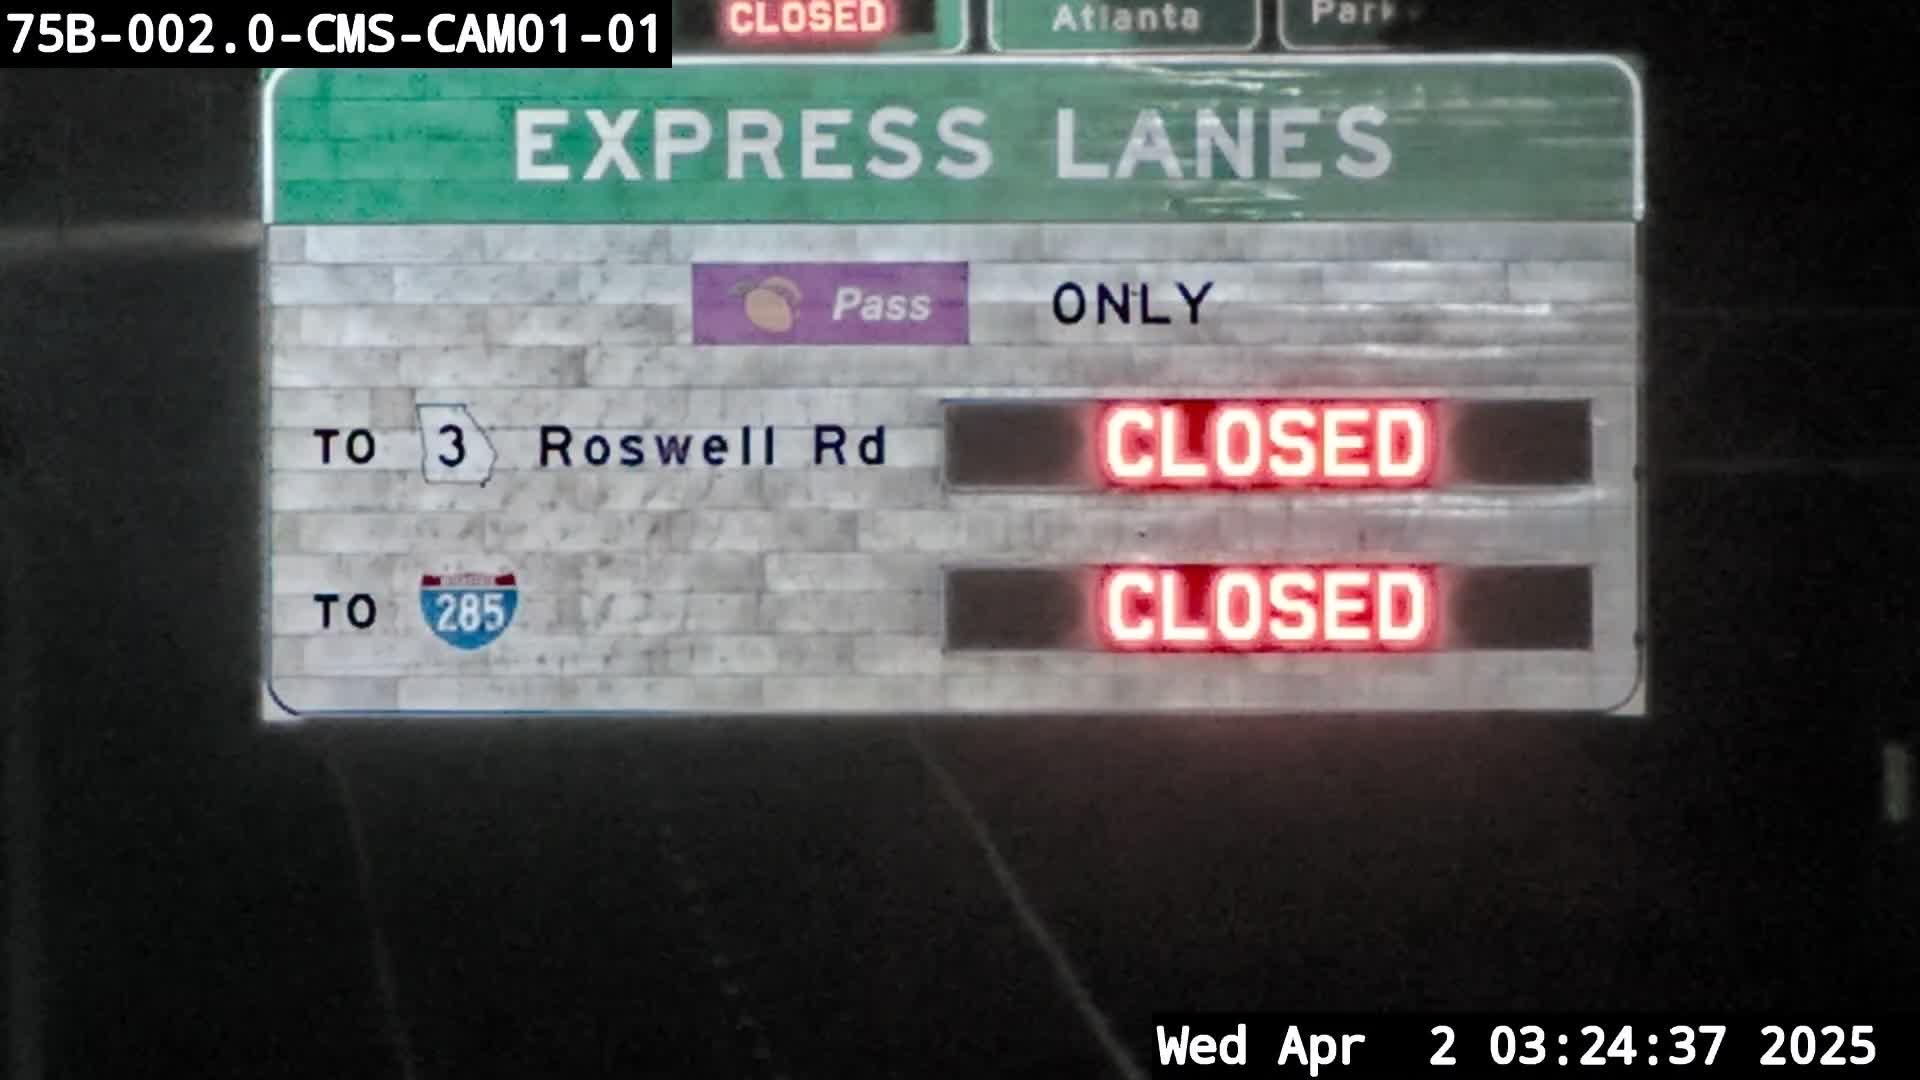 75B-002.0-CMS-CAM01-01
CLOSED
Atlanta
EXPRESS LANES
Pass ONLY
TO 3 Roswell Rd CLOSED
TO 285 CLOSED
Wed Apr 2 03:24:37 2025